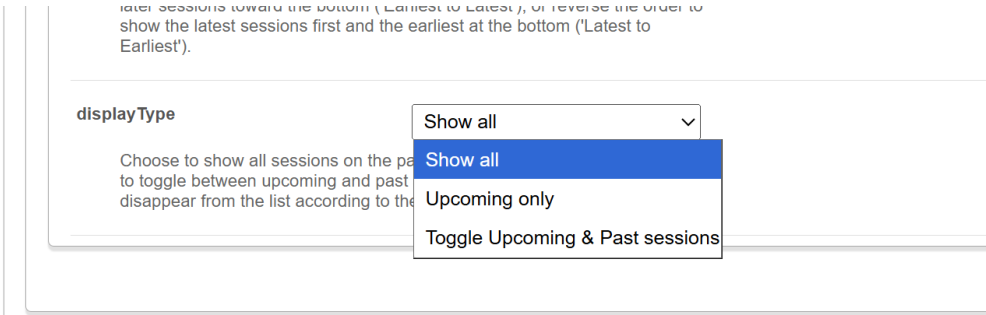 later sessions toward the bottom ('Earliest to Latest'), or reverse the order to
show the latest sessions first and the earliest at the bottom ('Latest to
Earliest').
displayType
Show all
Choose to show all sessions on the
to toggle between upcoming and past
disappear from the list according to
Show all
Upcoming only
Toggle Upcoming & Past sessions